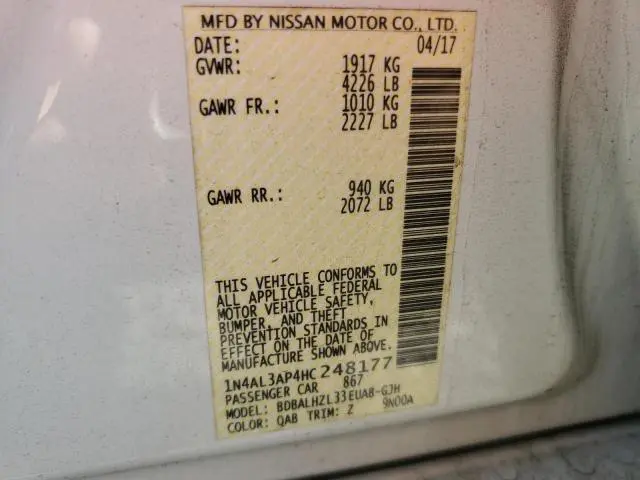 MFD BY NISSAN MOTOR CO., LTD.
DATE: 04/17
GVWR: 1917 KG
4226 LB
GAWR FR.: 1010 KG
2227 LB
GAWR RR.: 940 KG
2072 LB
THIS VEHICLE CONFORMS TO
ALL APPLICABLE FEDERAL
MOTOR VEHICLE SAFETY,
BUMPER, AND THEFT
PREVENTION STANDARDS IN
EFFECT ON THE DATE OF
MANUFACTURE SHOWN ABOVE.
1N4AL3AP4HC248177
PASSENGER CAR 867
MODEL: BDBALHZL33EUA8-GJH
COLOR: QAB TRIM: Z 9N00A